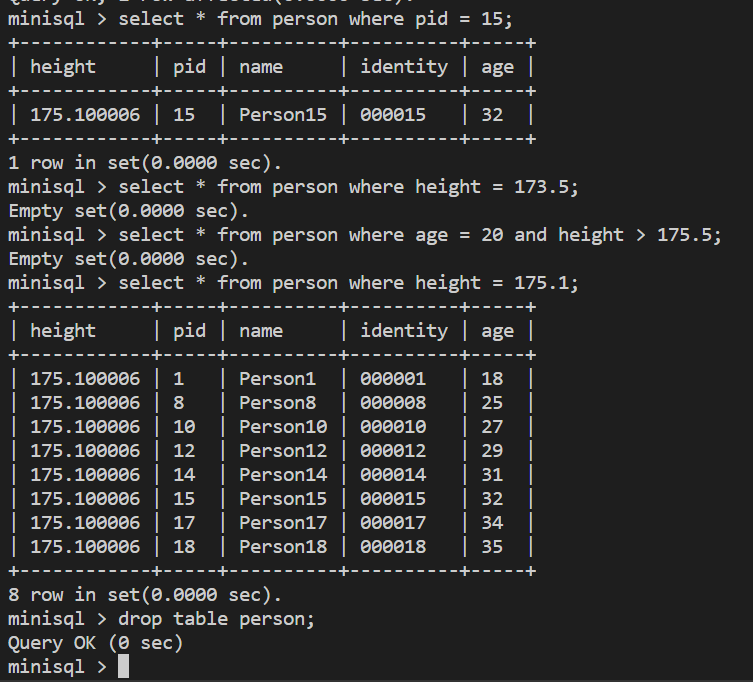 minisql > select * from person where pid = 15;
+------------+-----+----------+----------+-----+
| height     | pid | name     | identity | age |
+------------+-----+----------+----------+-----+
| 175.100006 | 15  | Person15 | 000015   | 32  |
+------------+-----+----------+----------+-----+
1 row in set(0.0000 sec).
minisql > select * from person where height = 173.5;
Empty set(0.0000 sec).
minisql > select * from person where age = 20 and height > 175.5;
Empty set(0.0000 sec).
minisql > select * from person where height = 175.1;
+------------+-----+----------+----------+-----+
| height     | pid | name     | identity | age |
+------------+-----+----------+----------+-----+
| 175.100006 | 1   | Person1  | 000001   | 18  |
| 175.100006 | 8   | Person8  | 000008   | 25  |
| 175.100006 | 10  | Person10 | 000010   | 27  |
| 175.100006 | 12  | Person12 | 000012   | 29  |
| 175.100006 | 14  | Person14 | 000014   | 31  |
| 175.100006 | 15  | Person15 | 000015   | 32  |
| 175.100006 | 17  | Person17 | 000017   | 34  |
| 175.100006 | 18  | Person18 | 000018   | 35  |
+------------+-----+----------+----------+-----+
8 row in set(0.0000 sec).
minisql > drop table person;
Query OK (0 sec)
minisql >